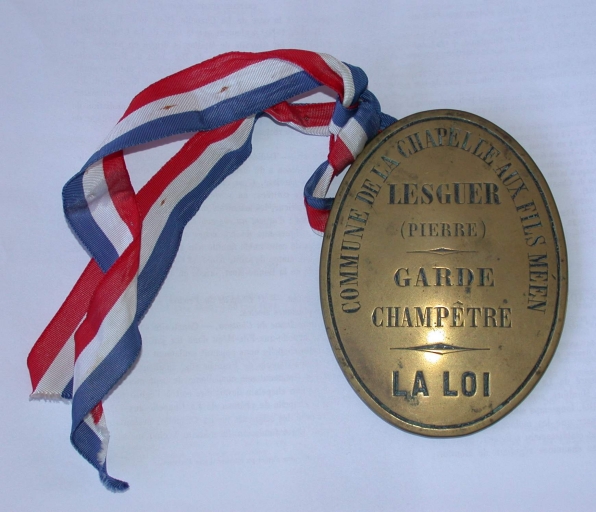 COMMUNE DE LA CHAPELLE AUX FILS MÉEN
LESGUER
(PIERRE)
GARDE
CHAMPÊTRE
LA LOI